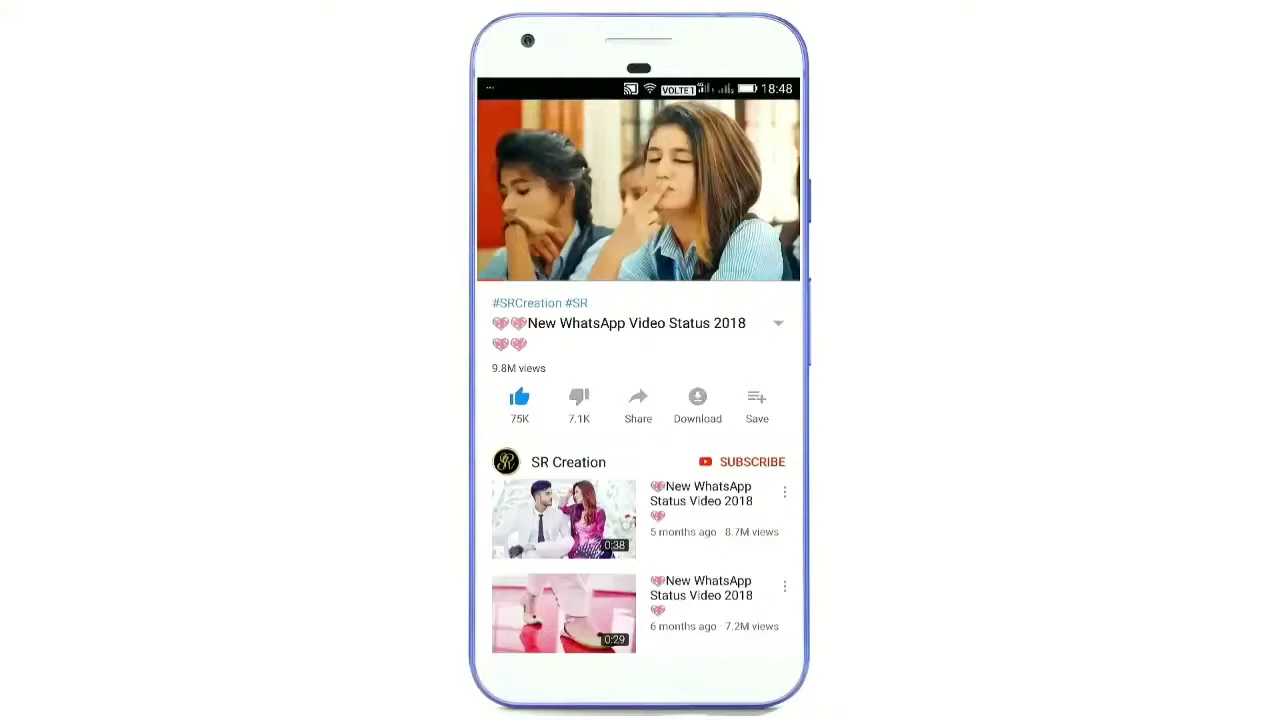 VOLTE 1 18:48
#SRCreation #SR
💓💓New WhatsApp Video Status 2018
💓💓
9.8M views
75K 7.1K Share Download Save
SR Creation SUBSCRIBE
💓New WhatsApp
Status Video 2018
💓
5 months ago · 8.7M views
0:38
💓New WhatsApp
Status Video 2018
💓
6 months ago · 7.2M views
0:29